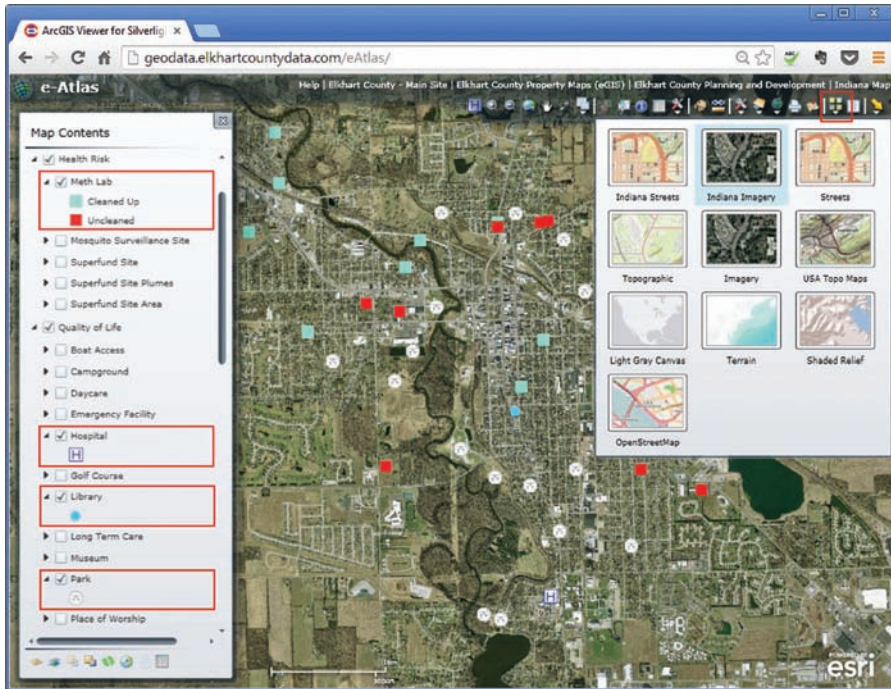 ArcGIS Viewer for Silverlig
geodata.elkhartcountydata.com/eAtlas/
e-Atlas
Help | Elkhart County - Main Site | Elkhart County Property Maps (eGIS) | Elkhart County Planning and Development | Indiana Map
Map Contents
Health Risk
Meth Lab
Cleaned Up
Uncleaned
Mosquito Surveillance Site
Superfund Site
Superfund Site Plumes
Superfund Site Area
Quality of Life
Boat Access
Campground
Daycare
Emergency Facility
Hospital
H
Golf Course
Library
Long Term Care
Museum
Park
Place of Worship
Indiana Streets
Indiana Imagery
Streets
Topographic
Imagery
USA Topo Maps
Light Gray Canvas
Terrain
Shaded Relief
OpenStreetMap
H
POWERED BY
esri